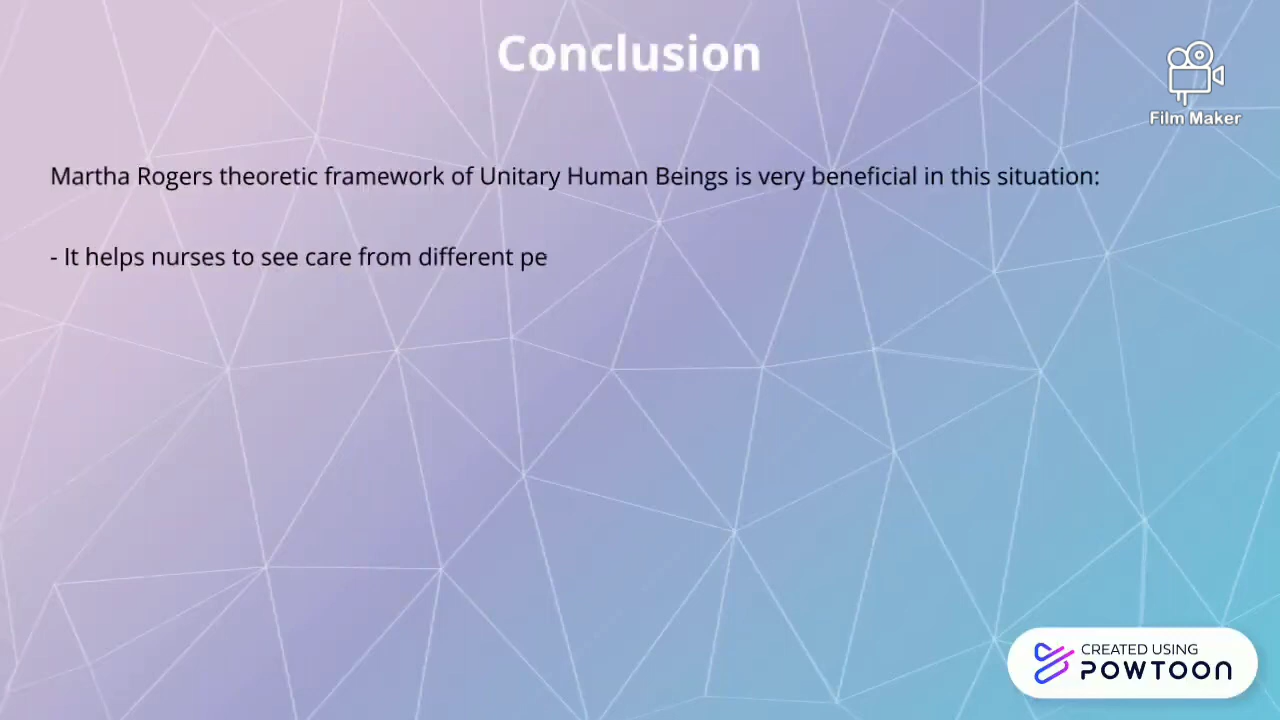 Conclusion
Film Maker
Martha Rogers theoretic framework of Unitary Human Beings is very beneficial in this situation:
- It helps nurses to see care from different pe
CREATED USING
POWTOON